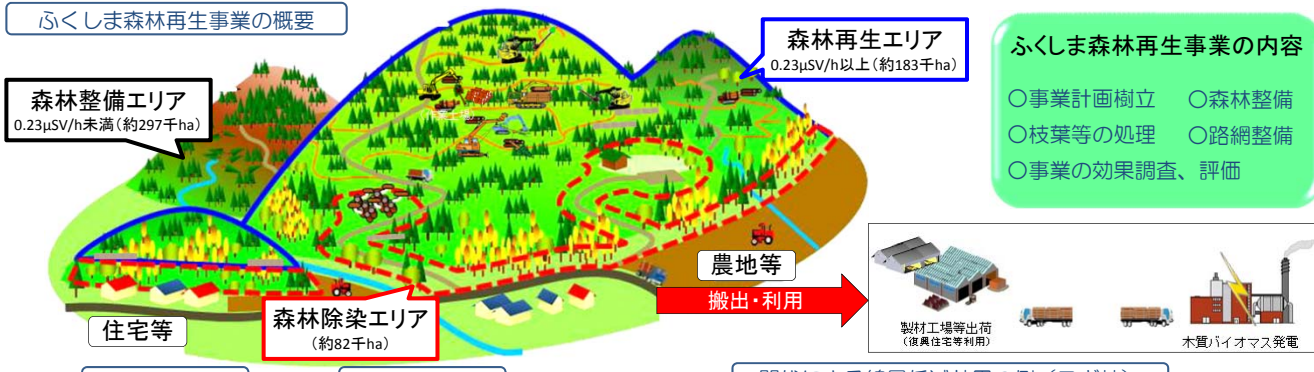 ふくしま森林再生事業の概要
森林整備エリア
0.23μSV/h未満(約297千ha)
森林再生エリア
0.23μSV/h以上(約183千ha)
ふくしま森林再生事業の内容
○事業計画樹立 ○森林整備
○枝葉等の処理 ○路網整備
○事業の効果調査、評価
住宅等
森林除染エリア
(約82千ha)
農地等
搬出・利用
製材工場等出荷
(復興住宅等利用)
木質バイオマス発電